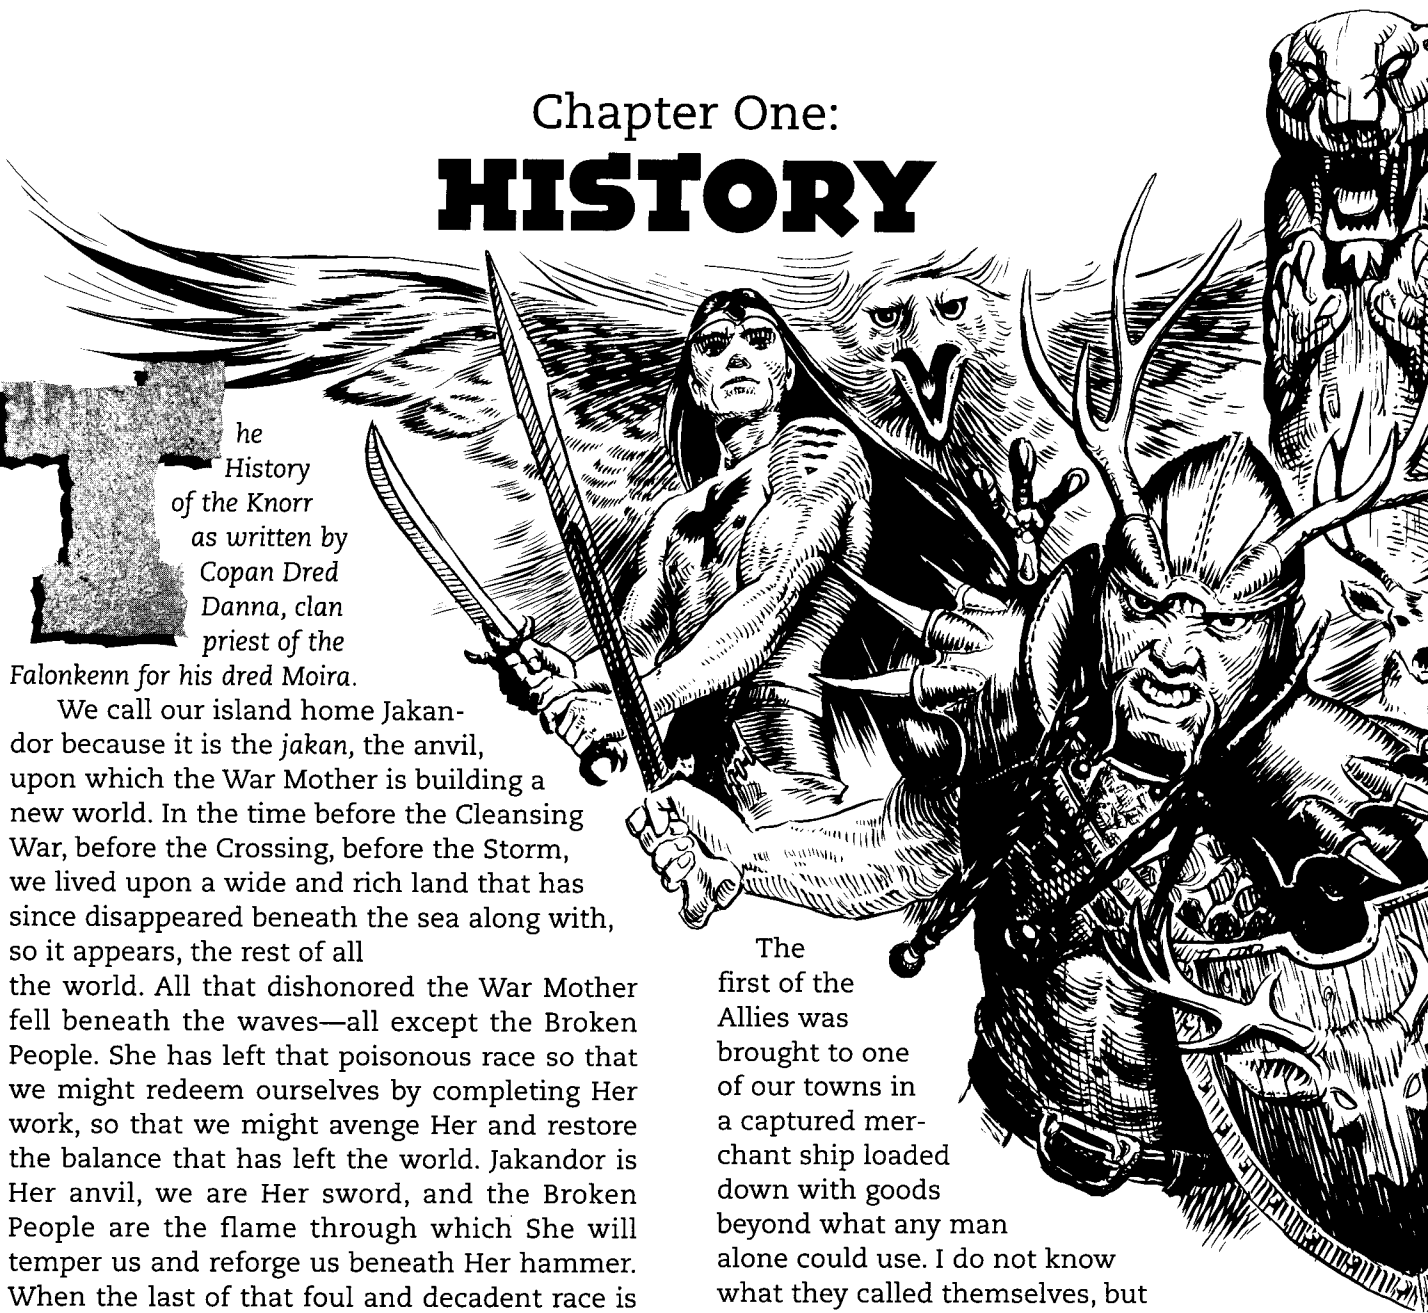 Chapter One:
HISTORY
The
History
of the Knorr
as written by
Copan Dred
Danna, clan
priest of the
Falonkenn for his dred Moira.
We call our island home Jakan-
dor because it is the jakan, the anvil,
upon which the War Mother is building a
new world. In the time before the Cleansing
War, before the Crossing, before the Storm,
we lived upon a wide and rich land that has
since disappeared beneath the sea along with,
so it appears, the rest of all
the world. All that dishonored the War Mother
fell beneath the waves—all except the Broken
People. She has left that poisonous race so that
we might redeem ourselves by completing Her
work, so that we might avenge Her and restore
the balance that has left the world. Jakandor is
Her anvil, we are Her sword, and the Broken
People are the flame through which She will
temper us and reforge us beneath Her hammer.
When the last of that foul and decadent race is
The
first of the
Allies was
brought to one
of our towns in
a captured mer-
chant ship loaded
down with goods
beyond what any man
alone could use. I do not know
what they called themselves, but